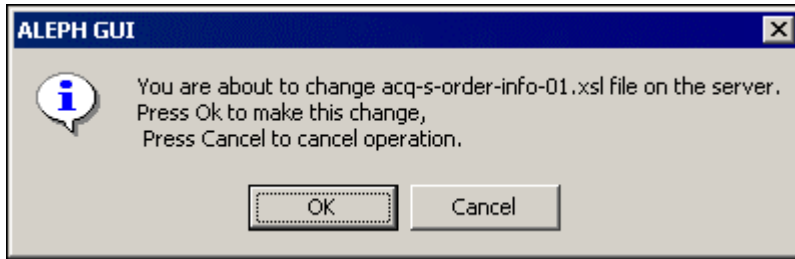 ALEPH GUI
You are about to change acq-s-order-info-01.xsl file on the server.
Press Ok to make this change,
Press Cancel to cancel operation.
OK Cancel